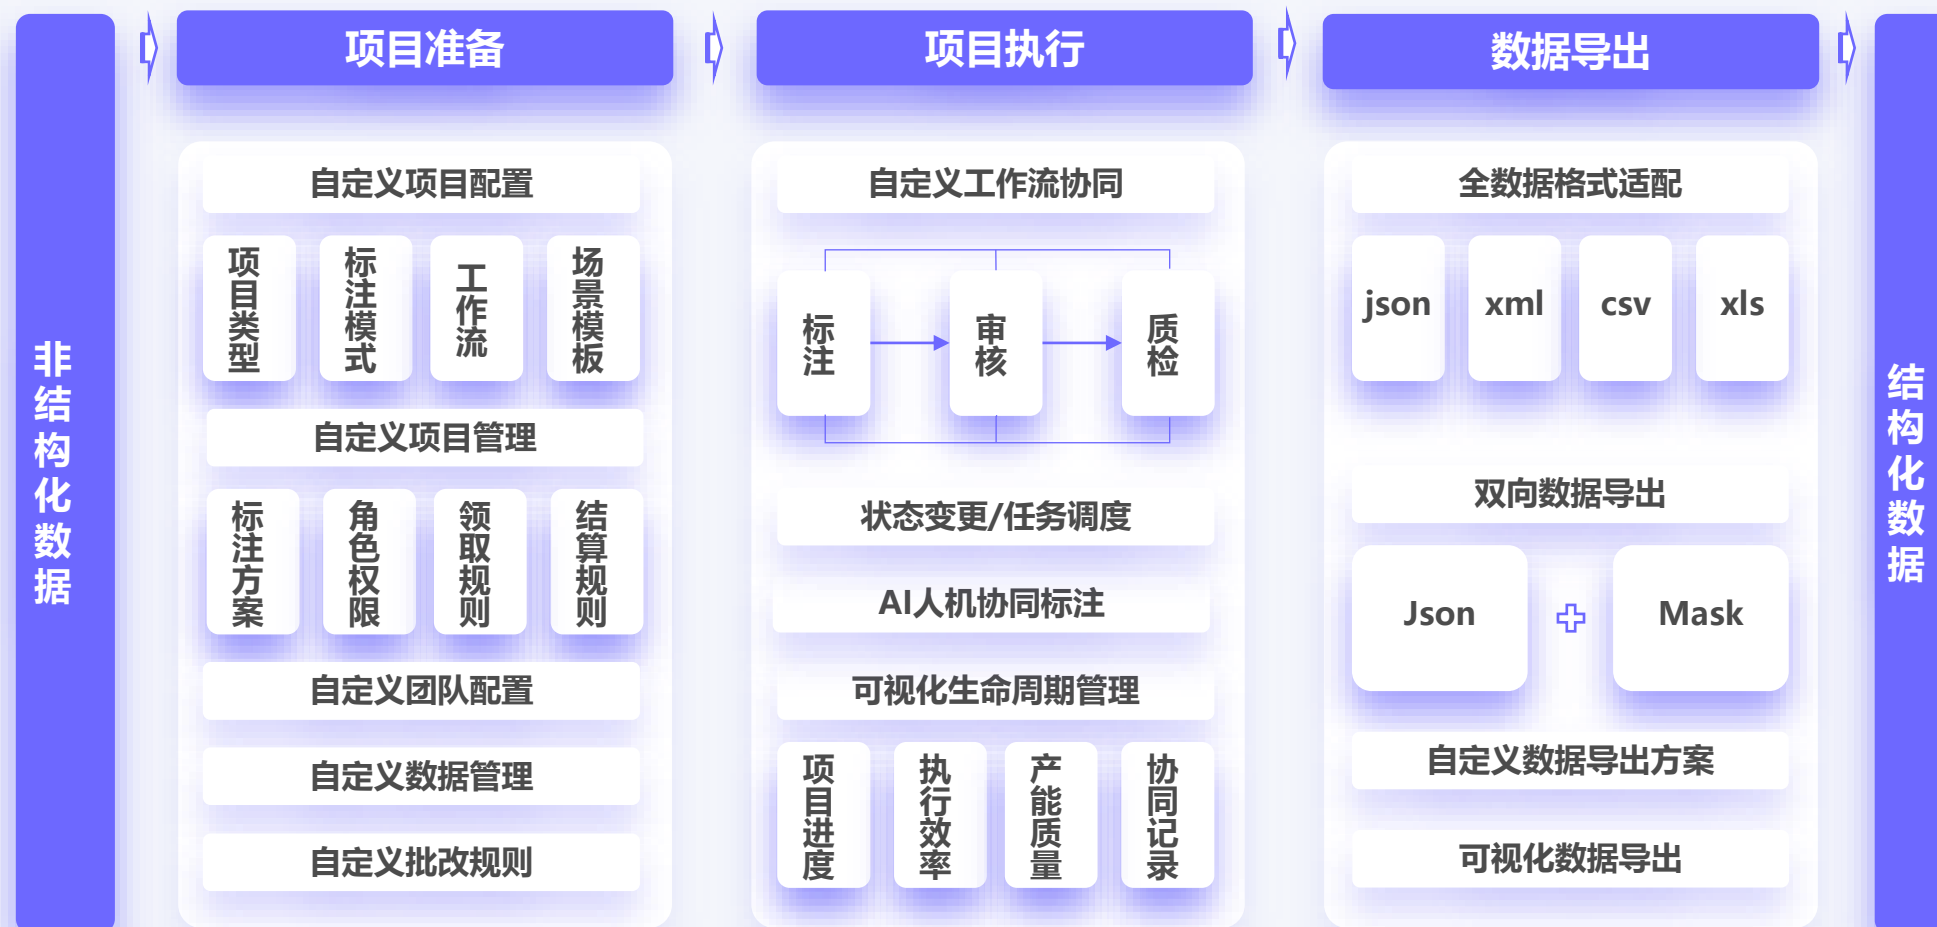 非结构化数据
项目准备
自定义项目配置
项目类型
标注模式
工作流
场景模板
自定义项目管理
标注方案
角色权限
领取规则
结算规则
自定义团队配置
自定义数据管理
自定义批改规则
项目执行
自定义工作流协同
标注
审核
质检
状态变更/任务调度
AI人机协同标注
可视化生命周期管理
项目进度
执行效率
产能质量
协同记录
数据导出
全数据格式适配
json
xml
csv
xls
双向数据导出
Json
Mask
自定义数据导出方案
可视化数据导出
结构化数据